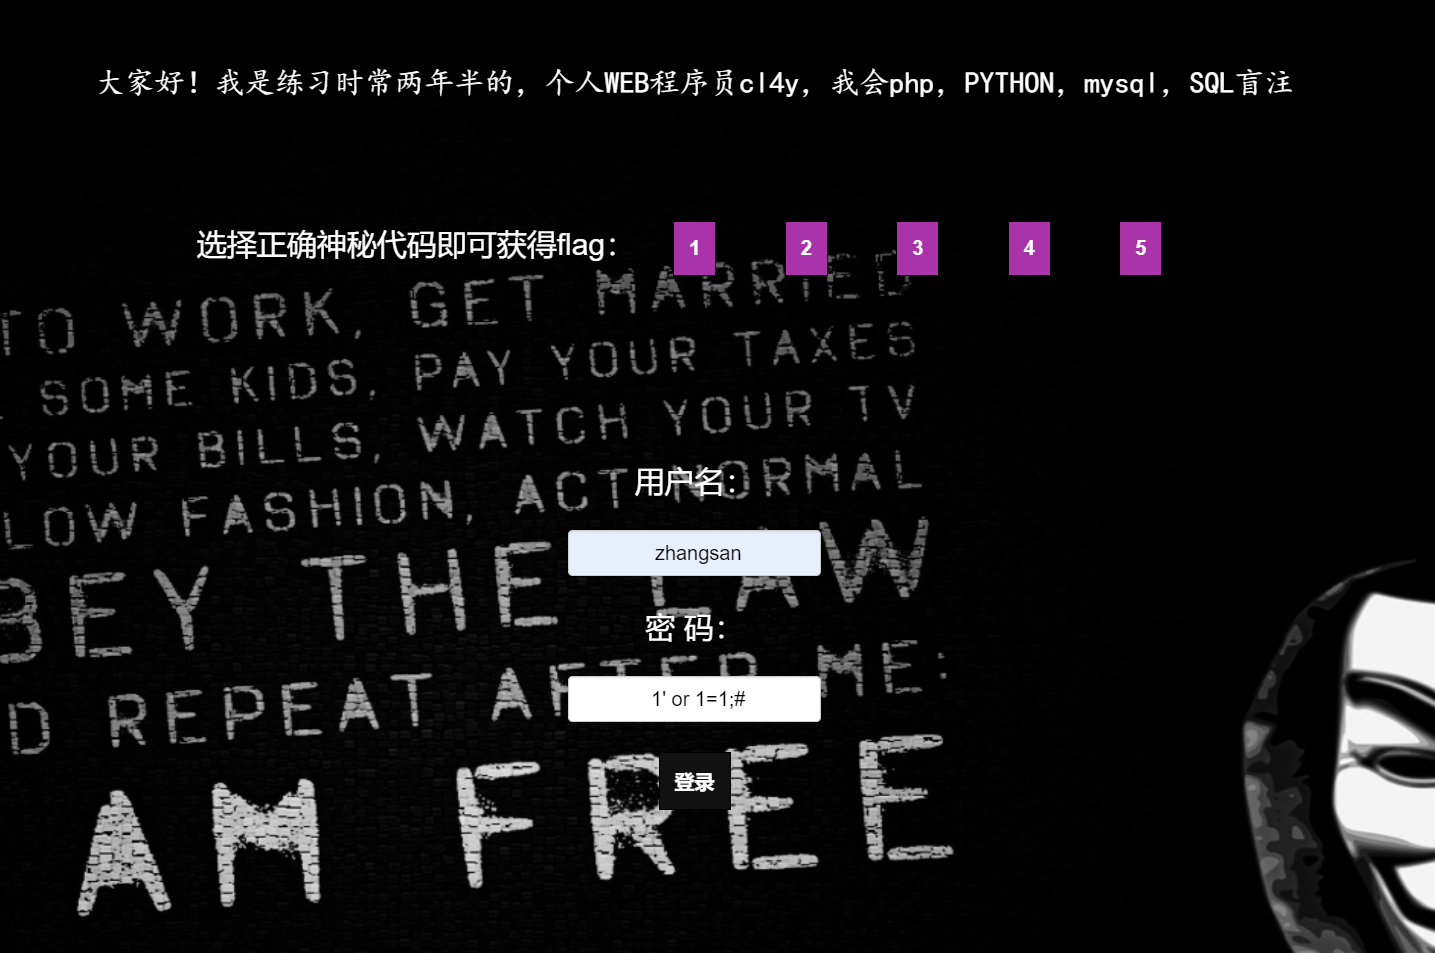 大家好！我是练习时常两年半的，个人WEB程序员cl4y，我会php，PYTHON，mysql，SQL盲注
选择正确神秘代码即可获得flag： 1 2 3 4 5
TO WORK, GET MARRIED
SOME KIDS, PAY YOUR TAXES
YOUR BILLS, WATCH YOUR TV
LOW FASHION, ACT NORMAL
BEY THE LAW
D REPEAT AFTER ME:
AM FREE
用户名：
zhangsan
密 码：
1' or 1=1;#
登录